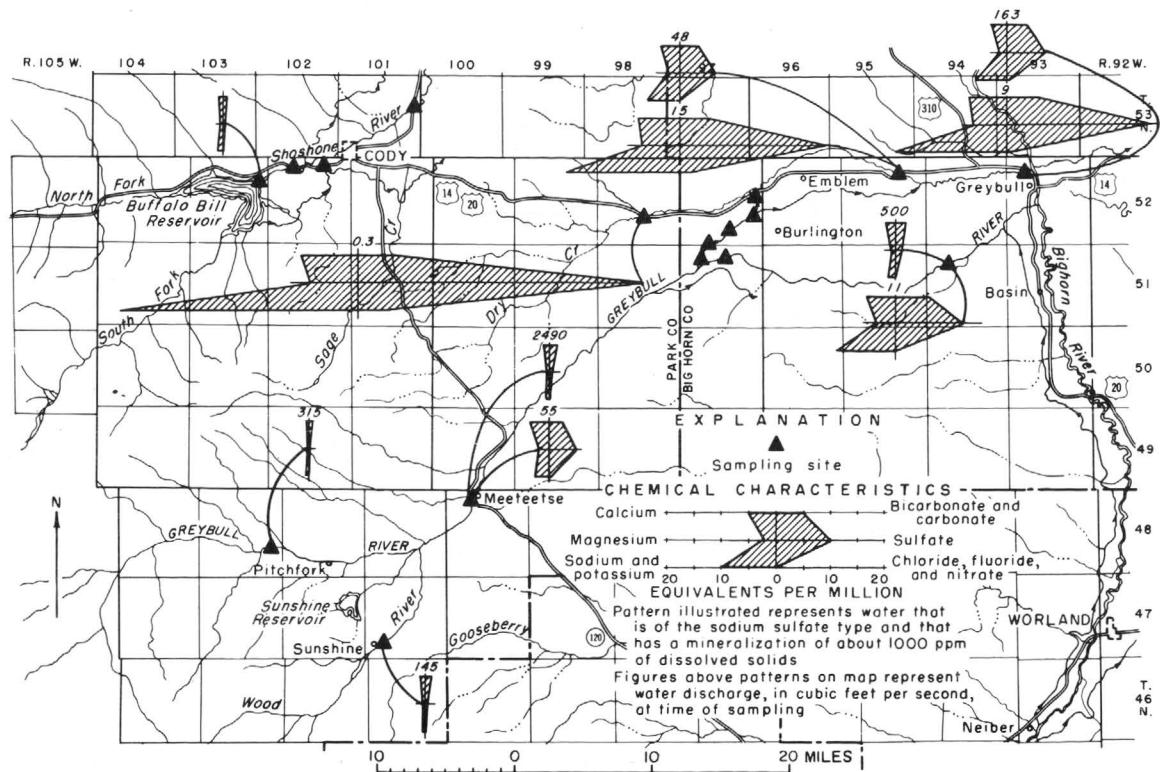 163
48
R. 105 W. 104 103 102 101 100 99 98 96 95 94 93 R. 92 W.
T. 53 N.
310
9
15
River
Shoshone
CODY
North Fork
Buffalo Bill Reservoir
14
20
Emblem
Greybull
14
52
500
Burlington
RIVER
Cr
0.3
Cr
South Fork
Dry
GREYBULL
Bighorn
51
11
Basin
Sage
2490
PARK CO
BIG HORN CO
River
50
20
315
55
EXPLANATION
49
Sampling site
Meeteetse
CHEMICAL CHARACTERISTICS
Calcium
Bicarbonate and carbonate
48
Magnesium
Sulfate
Sodium and potassium
Chloride, fluoride, and nitrate
20 10 0 10 20
EQUIVALENTS PER MILLION
N
GREYBULL
RIVER
Pitchfork
Pattern illustrated represents water that
is of the sodium sulfate type and that
has a mineralization of about 1000 ppm
of dissolved solids
Sunshine Reservoir
River
47
WORLAND
Sunshine
Gooseberry
120
Figures above patterns on map represent
water discharge, in cubic feet per second,
at time of sampling
145
T. 46 N.
Wood
Neiber
10 0 10 20 MILES